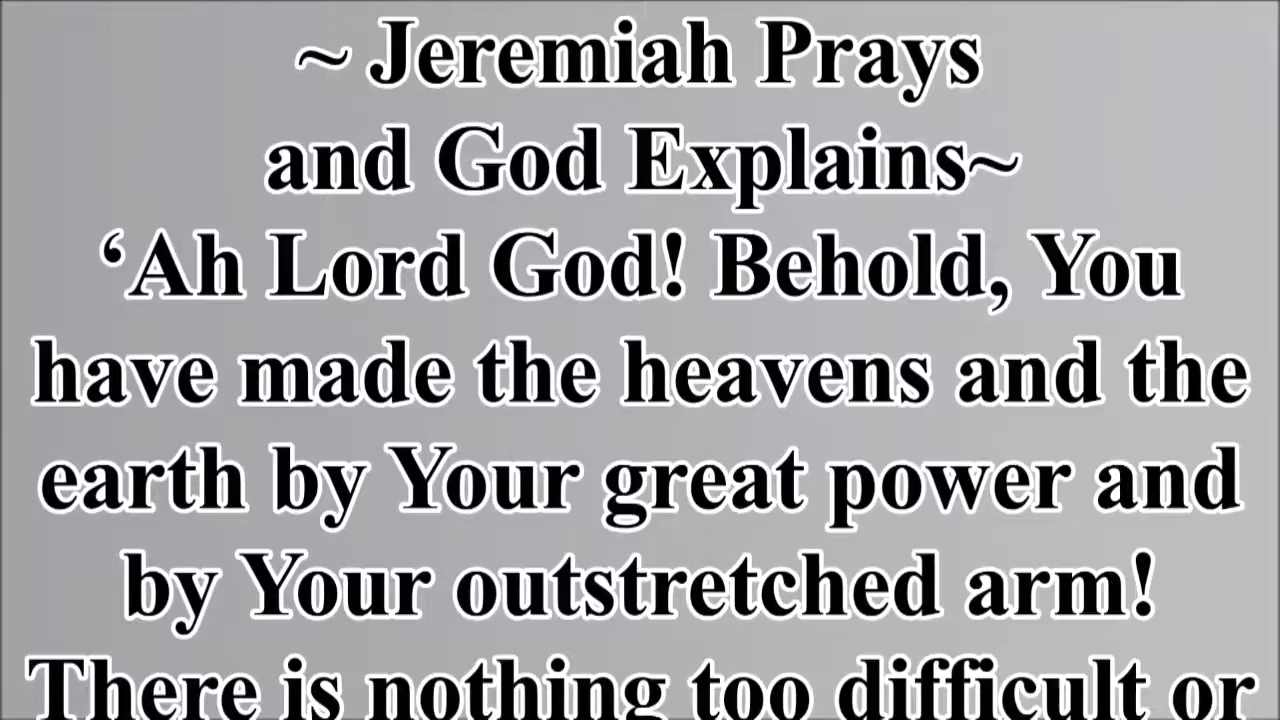 ~ Jeremiah Prays
and God Explains~
‘Ah Lord God! Behold, You
have made the heavens and the
earth by Your great power and
by Your outstretched arm!
There is nothing too difficult or